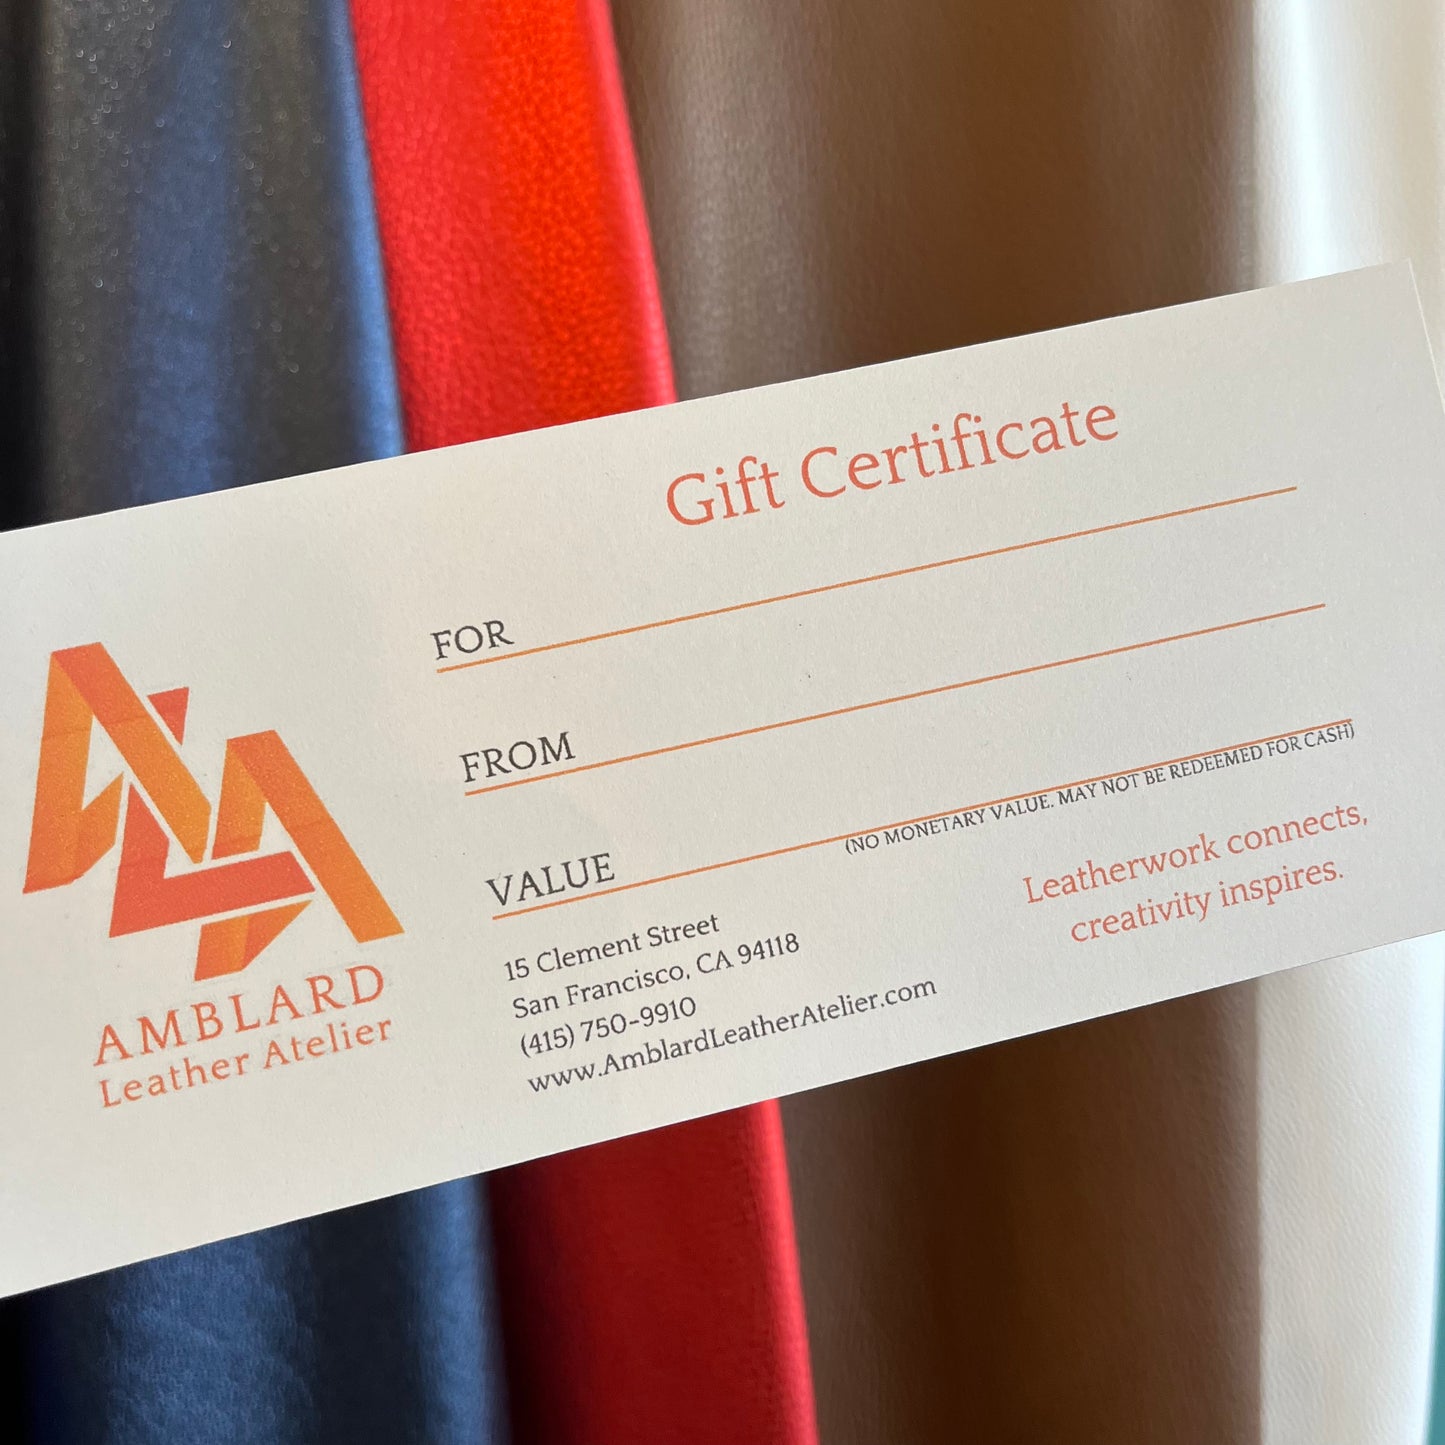 Gift Certificate
FOR
FROM
VALUE
(NO MONETARY VALUE. MAY NOT BE REDEEMED FOR CASH)
ALA
AMBLARD
Leather Atelier
15 Clement Street
San Francisco, CA 94118
(415) 750-9910
www.AmblardLeatherAtelier.com
Leatherwork connects,
creativity inspires.